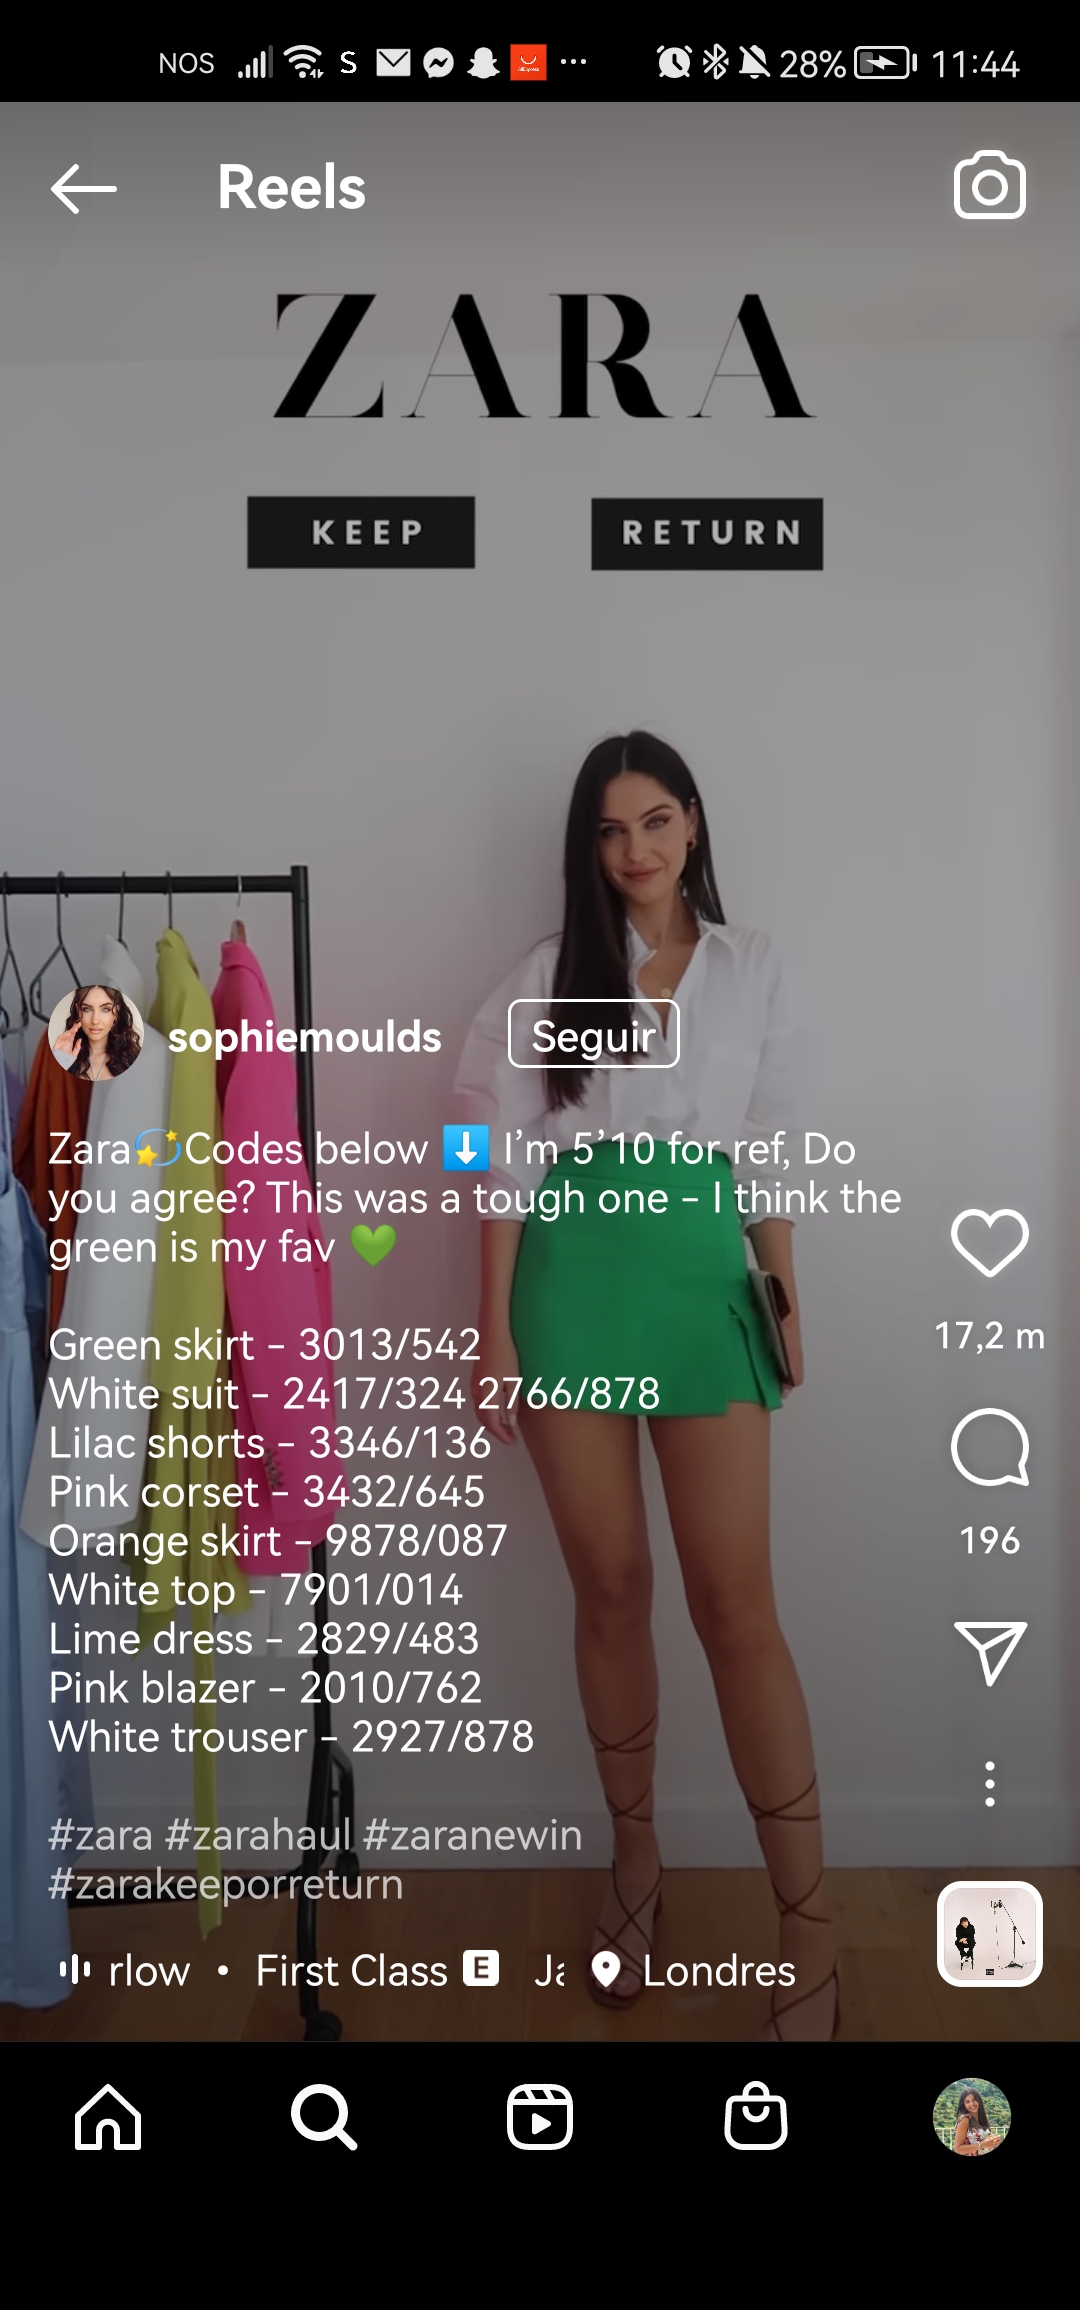 NOS S 28% 11:44
Reels
ZARA
KEEP RETURN
sophiemoulds Seguir
Zara💫Codes below ⬇️ I’m 5’10 for ref, Do
you agree? This was a tough one - I think the
green is my fav 💚
Green skirt - 3013/542
White suit - 2417/324 2766/878
Lilac shorts - 3346/136
Pink corset - 3432/645
Orange skirt - 9878/087
White top - 7901/014
Lime dress - 2829/483
Pink blazer - 2010/762
White trouser - 2927/878
17,2 m
196
#zara #zarahaul #zaranewin
#zarakeeporreturn
rlow • First Class E Londres